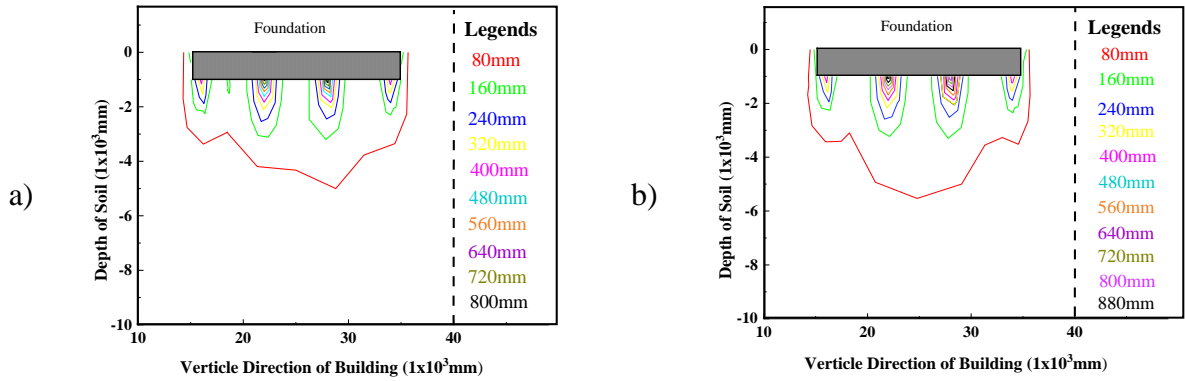 a)
Foundation
Legends
80mm
160mm
240mm
320mm
400mm
480mm
560mm
640mm
720mm
800mm
0
-2
-4
-6
-8
-10
Depth of Soil (1x10³mm)
10 20 30 40
Verticle Direction of Building (1x10³mm)
b)
Foundation
Legends
80mm
160mm
240mm
320mm
400mm
480mm
560mm
640mm
720mm
800mm
880mm
0
-2
-4
-6
-8
-10
Depth of Soil (1x10³mm)
10 20 30 40
Verticle Direction of Building (1x10³mm)